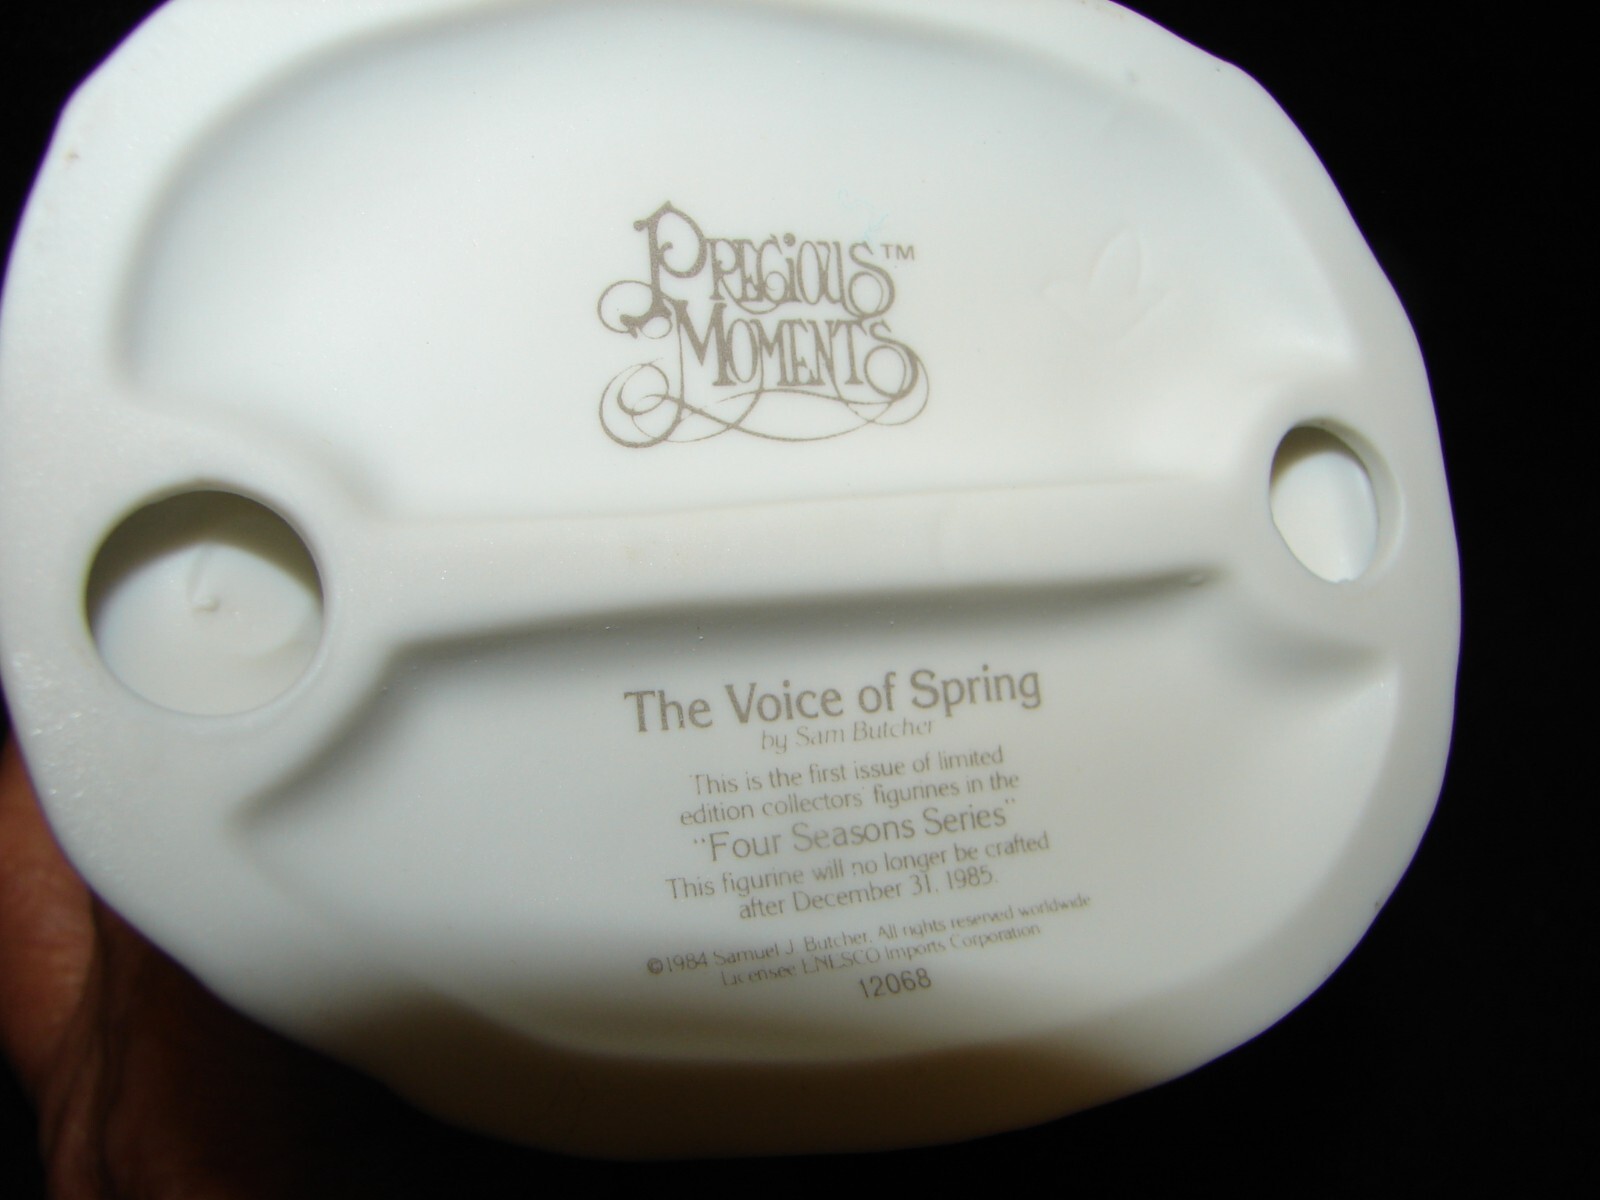 PRECIOUS™
MOMENTS
The Voice of Spring
by Sam Butcher
This is the first issue of limited
edition collectors' figurines in the
"Four Seasons Series"
This figurine will no longer be crafted
after December 31, 1985.
©1984 Samuel J. Butcher. All rights reserved worldwide
Licensee ENESCO Imports Corporation
12068